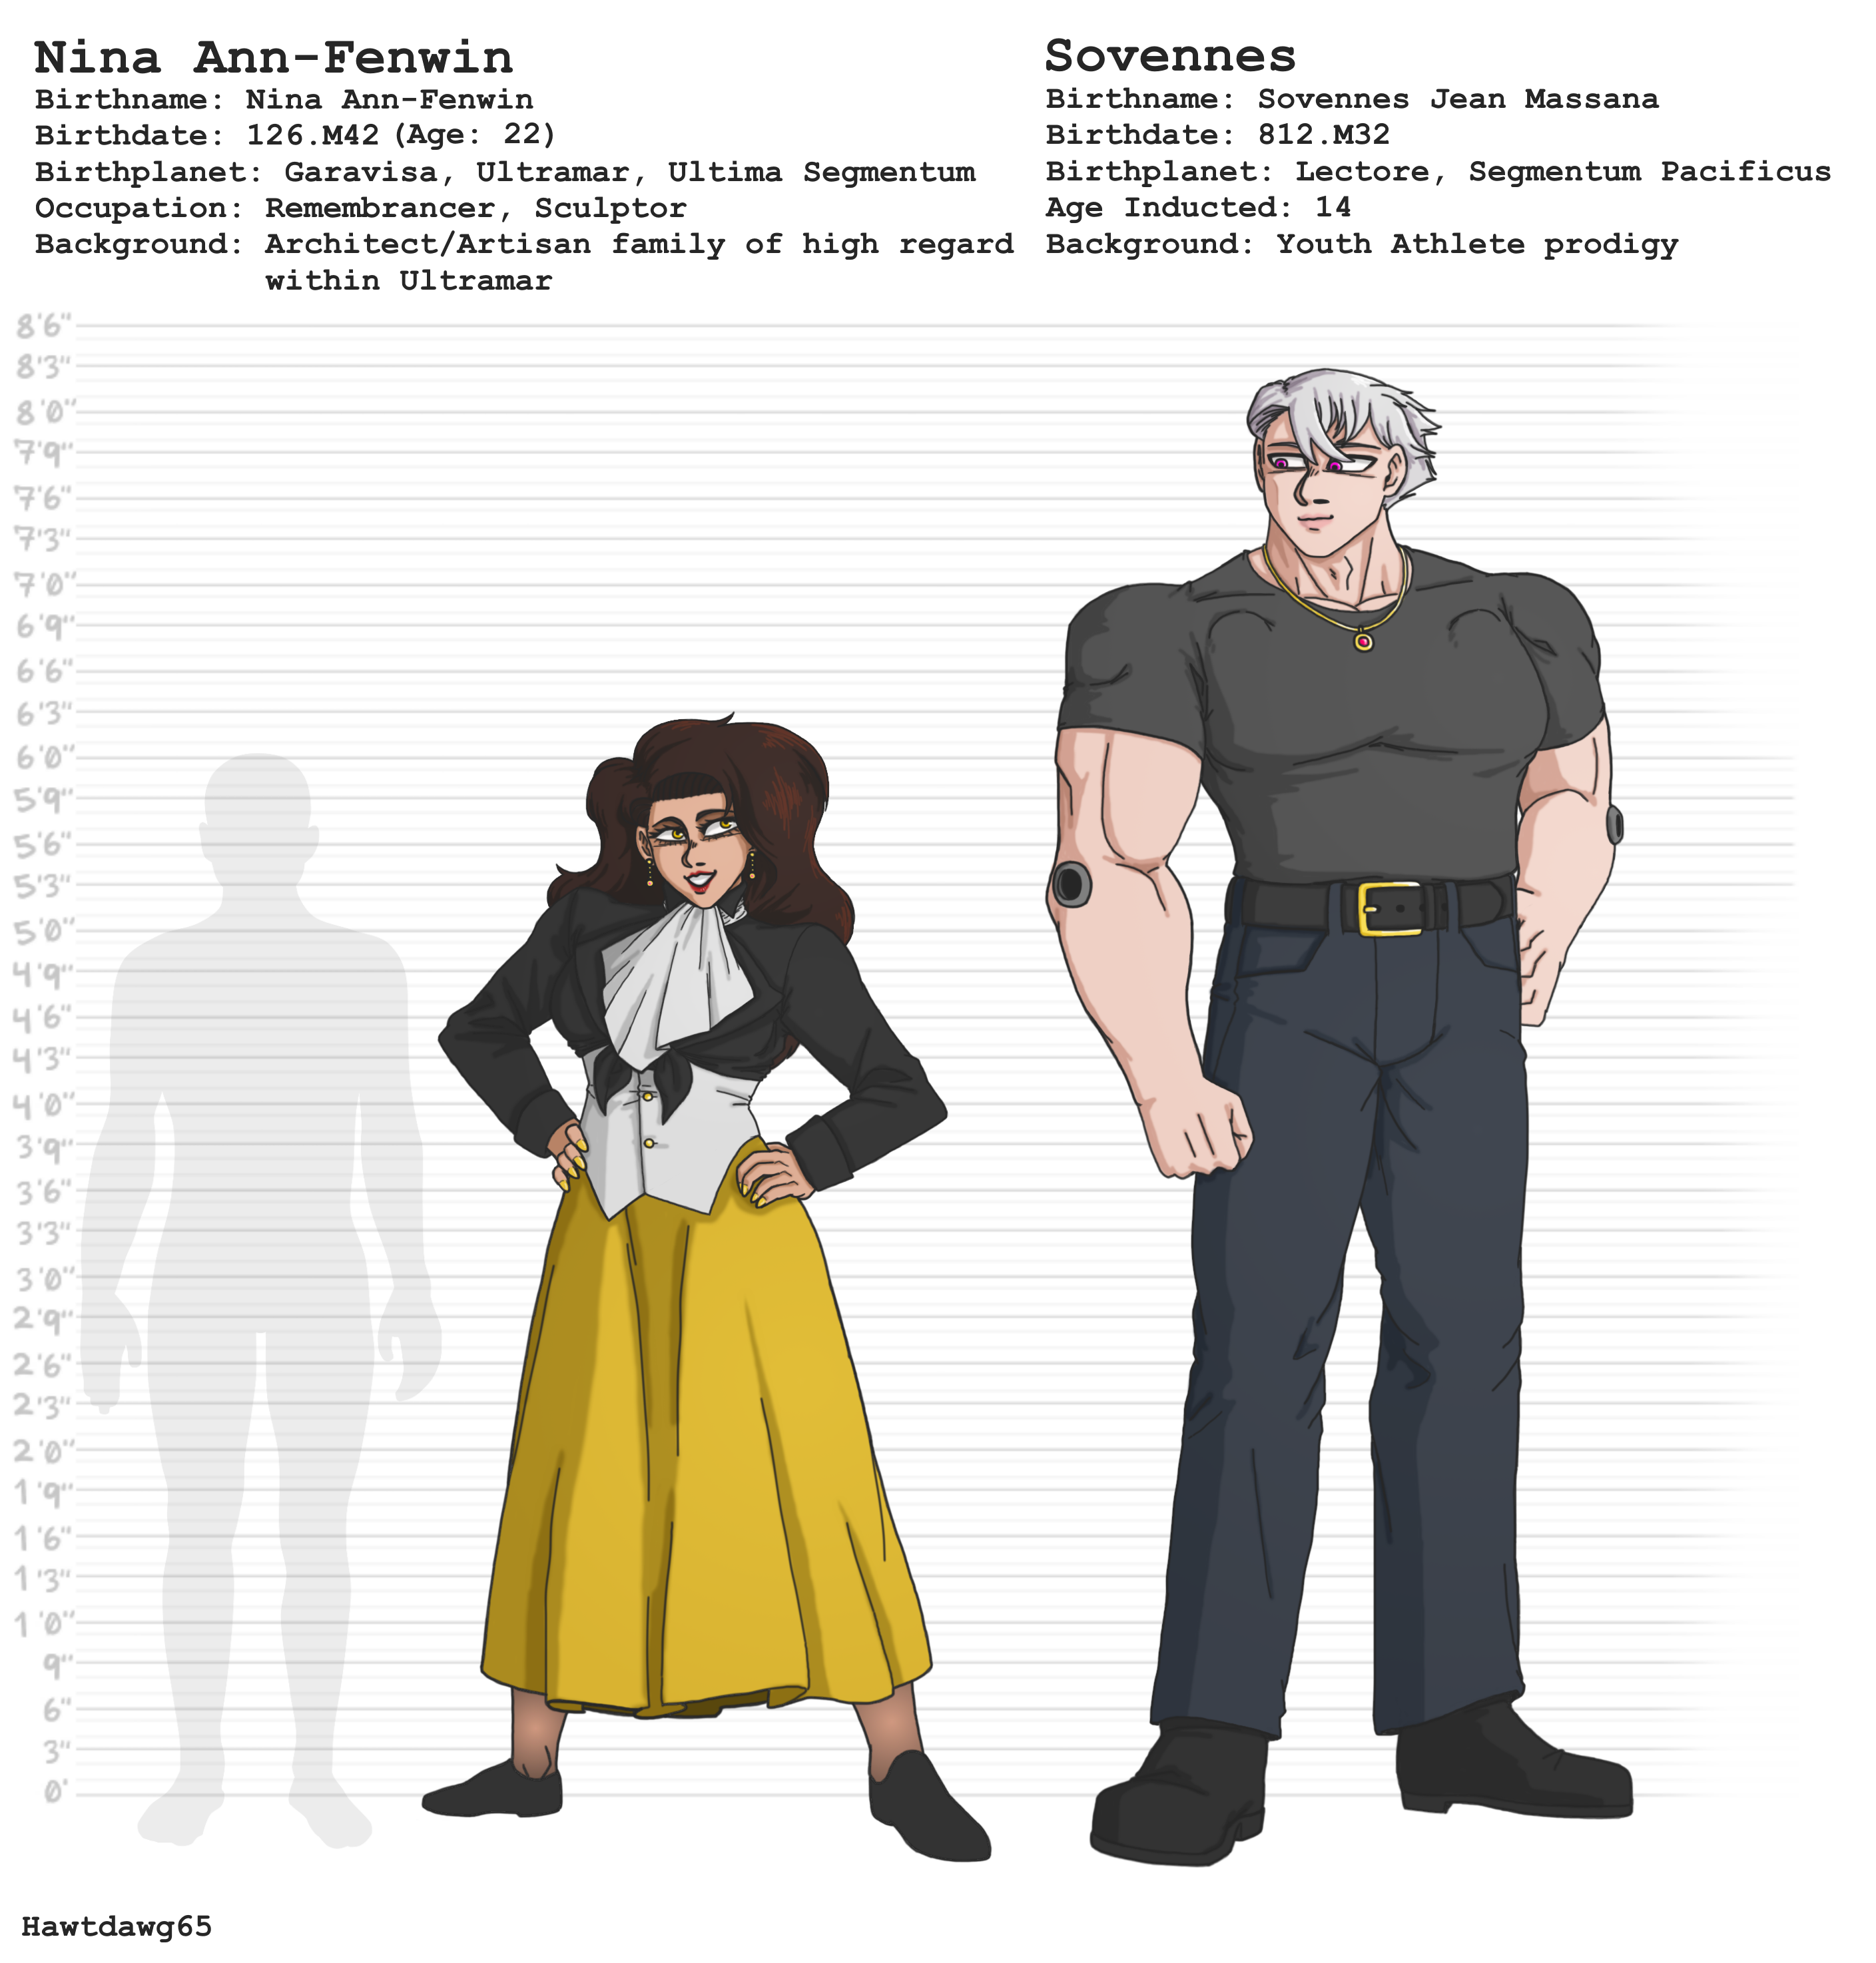 Nina Ann-Fenwin
Birthname: Nina Ann-Fenwin
Birthdate: 126.M42 (Age: 22)
Birthplanet: Garavisa, Ultramar, Ultima Segmentum
Occupation: Remembrancer, Sculptor
Background: Architect/Artisan family of high regard
within Ultramar
Sovennes
Birthname: Sovennes Jean Massana
Birthdate: 812.M32
Birthplanet: Lectore, Segmentum Pacificus
Age Inducted: 14
Background: Youth Athlete prodigy
8'6"
8'3"
8'0"
7'9"
7'6"
7'3"
7'0"
6'9"
6'6"
6'3"
6'0"
5'9"
5'6"
5'3"
5'0"
4'9"
4'6"
4'3"
4'0"
3'9"
3'6"
3'3"
3'0"
2'9"
2'6"
2'3"
2'0"
1'9"
1'6"
1'3"
1'0"
9"
6"
3"
0'
Hawtdawg65